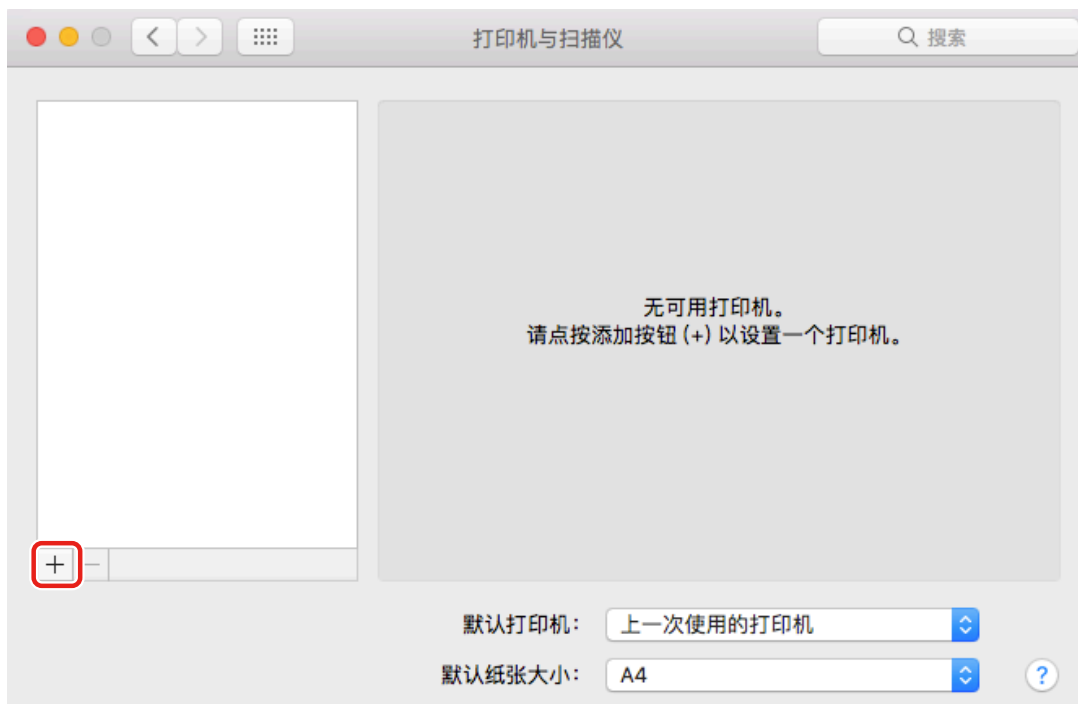 打印机与扫描仪
搜索
无可用打印机。
请点按添加按钮 (+) 以设置一个打印机。
+ −
默认打印机： 上一次使用的打印机
默认纸张大小： A4
?